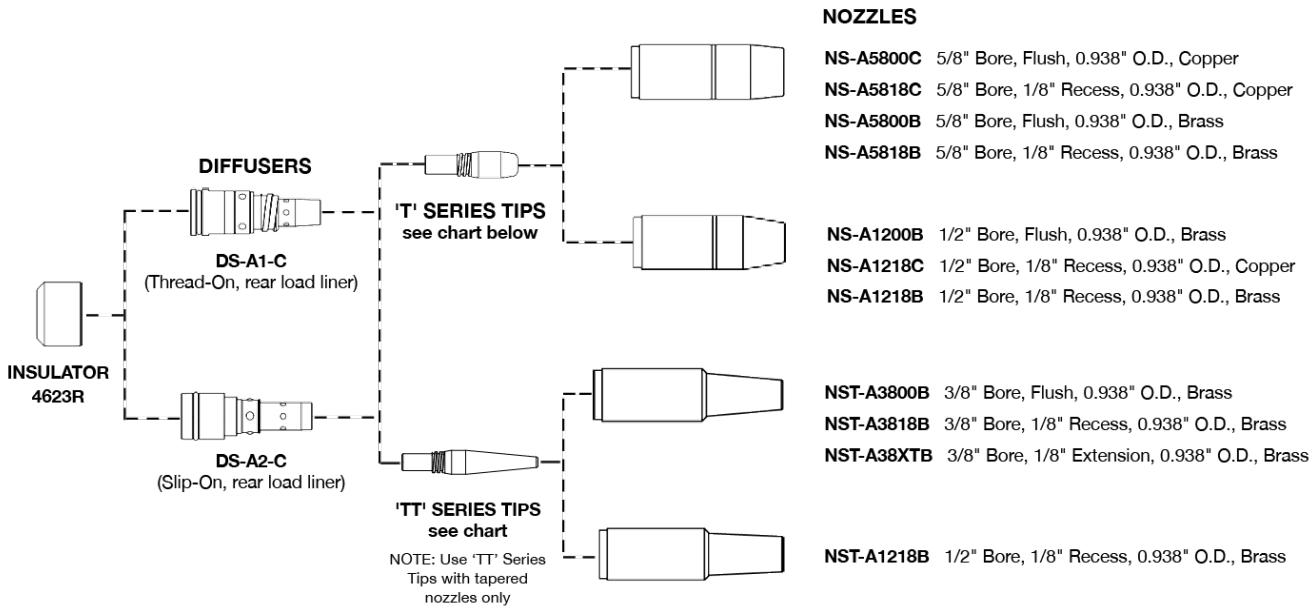 NOZZLES
NS-A5800C 5/8" Bore, Flush, 0.938" O.D., Copper
NS-A5818C 5/8" Bore, 1/8" Recess, 0.938" O.D., Copper
NS-A5800B 5/8" Bore, Flush, 0.938" O.D., Brass
NS-A5818B 5/8" Bore, 1/8" Recess, 0.938" O.D., Brass
DIFFUSERS
DS-A1-C
(Thread-On, rear load liner)
'T' SERIES TIPS
see chart below
NS-A1200B 1/2" Bore, Flush, 0.938" O.D., Brass
NS-A1218C 1/2" Bore, 1/8" Recess, 0.938" O.D., Copper
NS-A1218B 1/2" Bore, 1/8" Recess, 0.938" O.D., Brass
INSULATOR
4623R
DS-A2-C
(Slip-On, rear load liner)
NST-A3800B 3/8" Bore, Flush, 0.938" O.D., Brass
NST-A3818B 3/8" Bore, 1/8" Recess, 0.938" O.D., Brass
NST-A38XTB 3/8" Bore, 1/8" Extension, 0.938" O.D., Brass
'TT' SERIES TIPS
see chart
NOTE: Use 'TT' Series
Tips with tapered
nozzles only
NST-A1218B 1/2" Bore, 1/8" Recess, 0.938" O.D., Brass